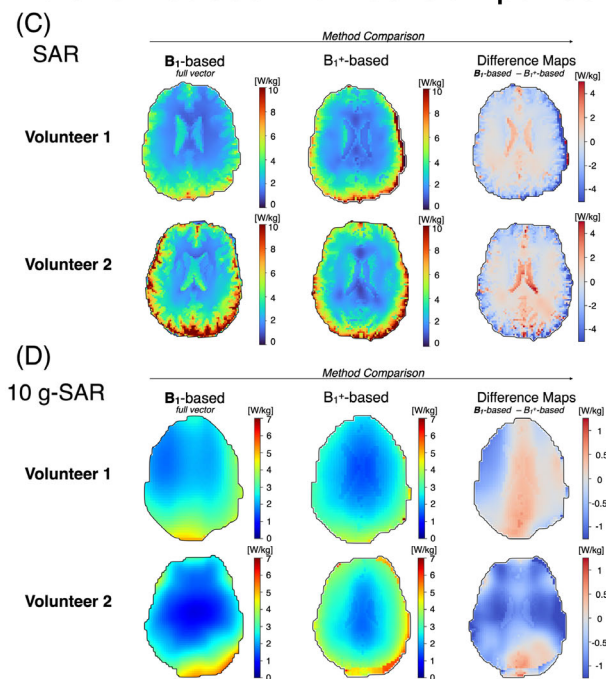 (C)
SAR
Method Comparison
B₁-based
full vector
B₁⁺-based
Difference Maps
B₁-based – B₁⁺-based
[W/kg]
[W/kg]
[W/kg]
Volunteer 1
10
8
6
4
2
0
10
8
6
4
2
0
4
2
0
-2
-4
[W/kg]
[W/kg]
[W/kg]
Volunteer 2
10
8
6
4
2
0
10
8
6
4
2
0
4
2
0
-2
-4
(D)
10 g-SAR
Method Comparison
B₁-based
full vector
B₁⁺-based
Difference Maps
B₁-based – B₁⁺-based
[W/kg]
[W/kg]
[W/kg]
Volunteer 1
7
6
5
4
3
2
1
0
7
6
5
4
3
2
1
0
1
0.5
0
-0.5
-1
[W/kg]
[W/kg]
[W/kg]
Volunteer 2
7
6
5
4
3
2
1
0
7
6
5
4
3
2
1
0
1
0.5
0
-0.5
-1